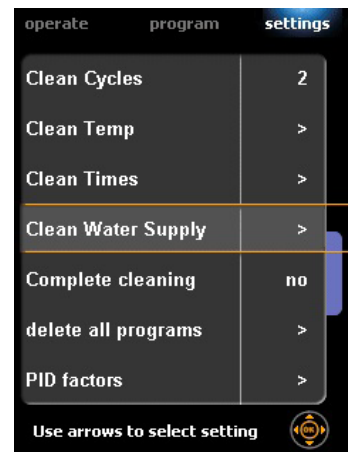 operate program settings
Clean Cycles 2
Clean Temp >
Clean Times >
Clean Water Supply >
Complete cleaning no
delete all programs >
PID factors >
Use arrows to select setting OK